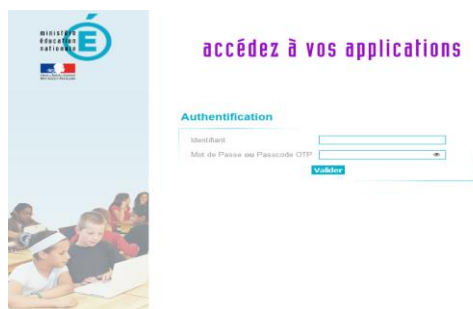 ministère
éducation
nationale
É
accédez à vos applications
Authentification
Identifiant
Mot de Passe ou Passcode OTP
Valider